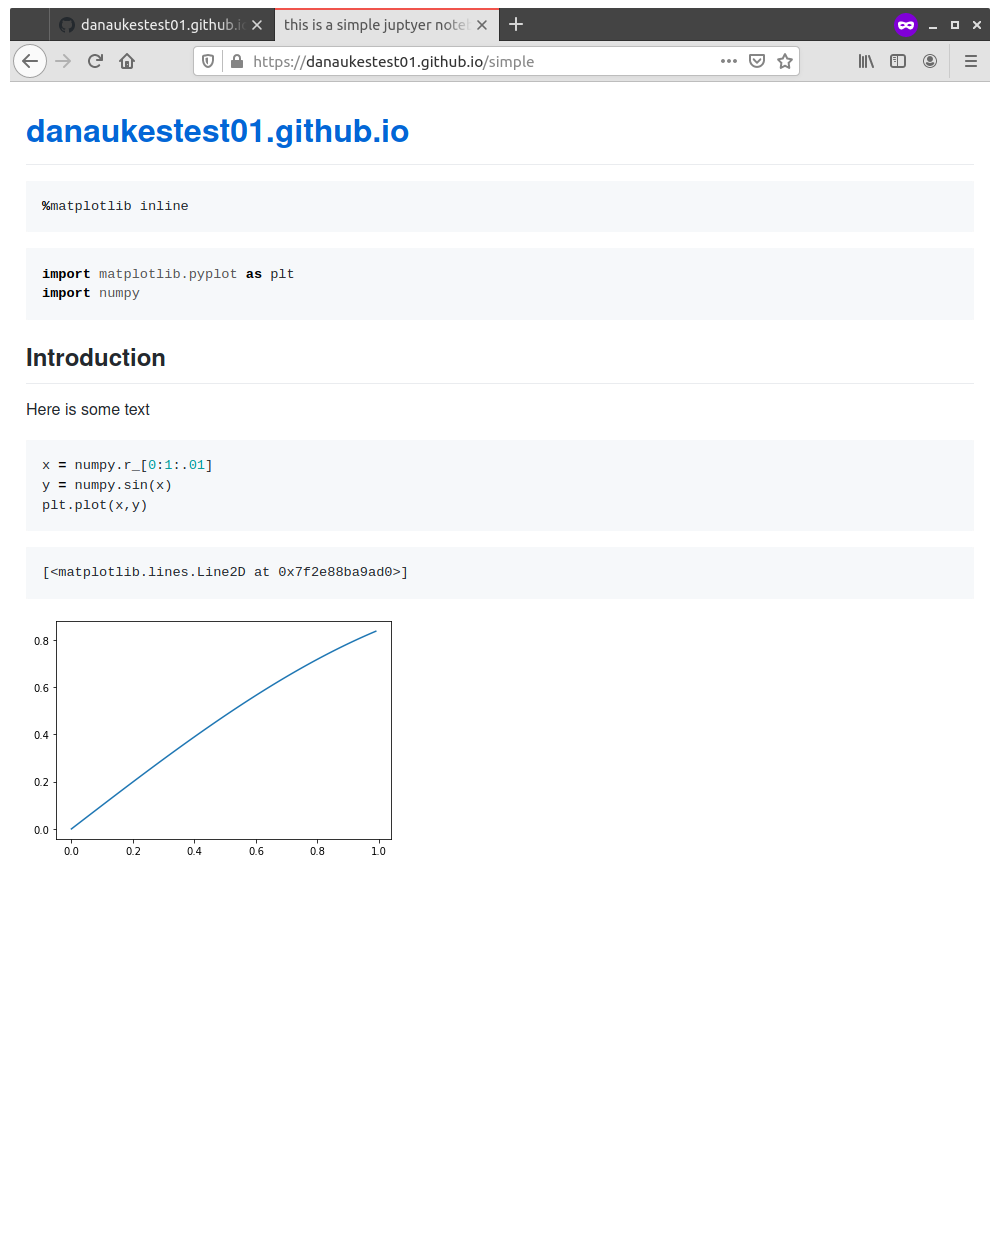 danaukestest01.github.i
this is a simple juptyer note
https://danaukestest01.github.io/simple
danaukestest01.github.io
%matplotlib inline
import matplotlib.pyplot as plt
import numpy
Introduction
Here is some text
x = numpy.r_[0:1:.01]
y = numpy.sin(x)
plt.plot(x,y)
[<matplotlib.lines.Line2D at 0x7f2e88ba9ad0>]
0.8
0.6
0.4
0.2
0.0
0.0 0.2 0.4 0.6 0.8 1.0